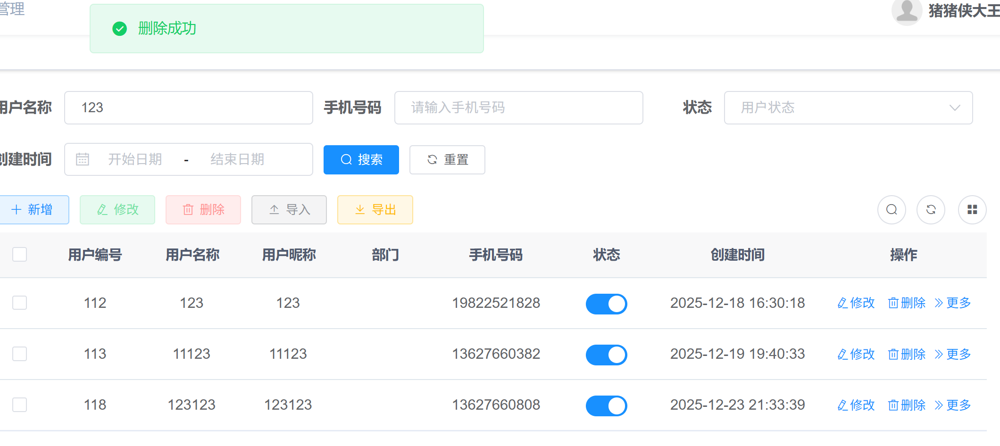 管理
删除成功
猪猪侠大王
用户名称 123 手机号码 请输入手机号码 状态 用户状态
创建时间 开始日期 - 结束日期 搜索 重置
新增 修改 删除 导入 导出
用户编号 用户名称 用户昵称 部门 手机号码 状态 创建时间 操作
112 123 123 19822521828 2025-12-18 16:30:18 修改 删除 更多
113 11123 11123 13627660382 2025-12-19 19:40:33 修改 删除 更多
118 123123 123123 13627660808 2025-12-23 21:33:39 修改 删除 更多